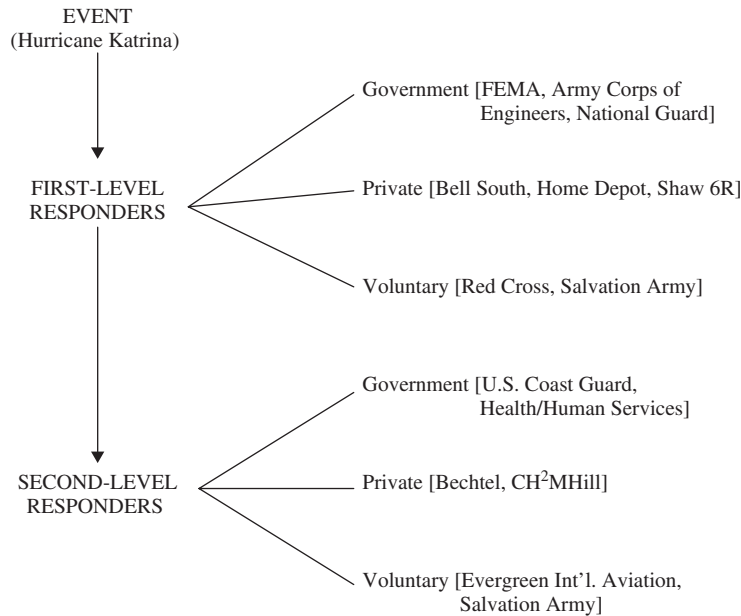 EVENT
(Hurricane Katrina)
Government [FEMA, Army Corps of
Engineers, National Guard]
FIRST-LEVEL
RESPONDERS
Private [Bell South, Home Depot, Shaw 6R]
Voluntary [Red Cross, Salvation Army]
Government [U.S. Coast Guard,
Health/Human Services]
SECOND-LEVEL
RESPONDERS
Private [Bechtel, CH²MHill]
Voluntary [Evergreen Int’l. Aviation,
Salvation Army]